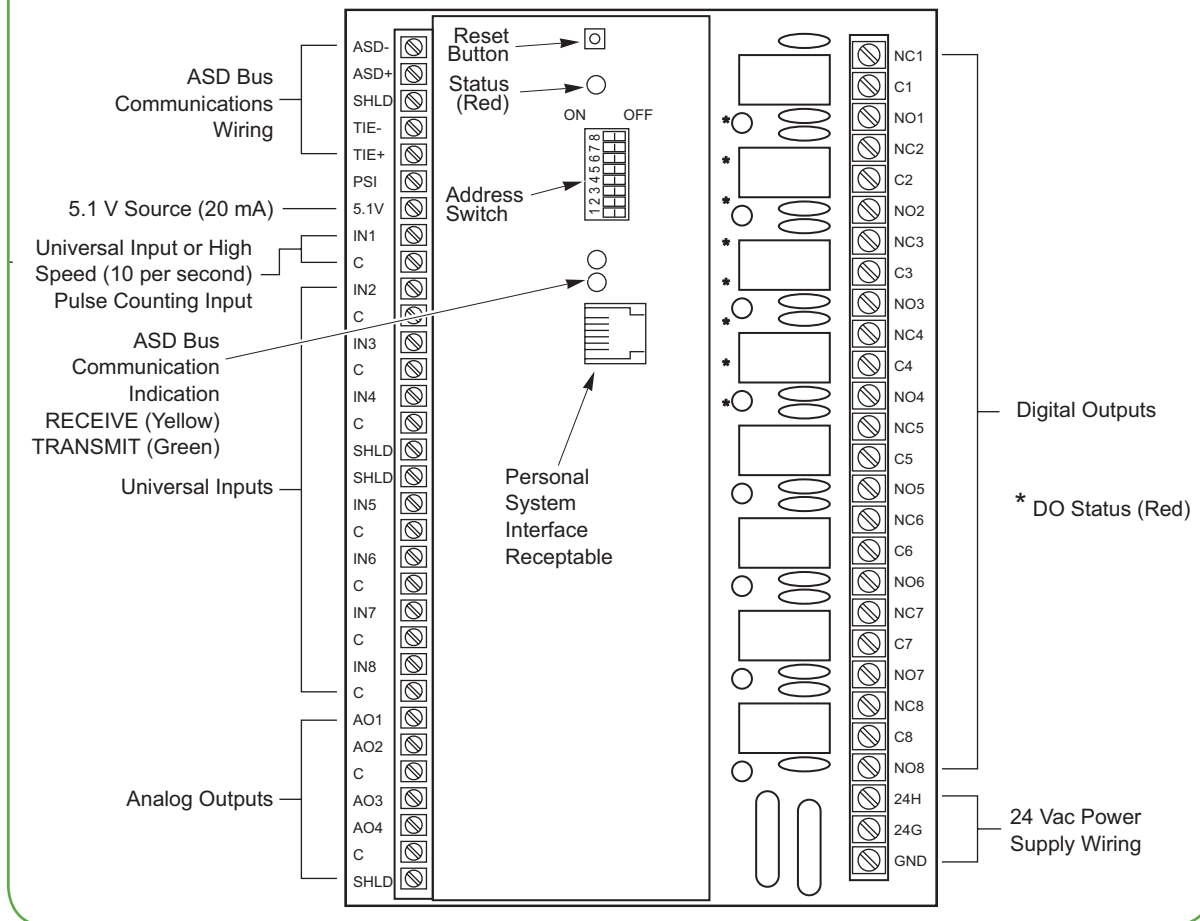 ASD Bus
Communications
Wiring
5.1 V Source (20 mA)
Universal Input or High
Speed (10 per second)
Pulse Counting Input
ASD Bus
Communication
Indication
RECEIVE (Yellow)
TRANSMIT (Green)
Universal Inputs
Analog Outputs
ASD-
ASD+
SHLD
TIE-
TIE+
PSI
5.1V
IN1
C
IN2
C
IN3
C
IN4
C
SHLD
SHLD
IN5
C
IN6
C
IN7
C
IN8
C
AO1
AO2
C
AO3
AO4
C
SHLD
Reset
Button
Status
(Red)
ON OFF
1 2 3 4 5 6 7 8
Address
Switch
Personal
System
Interface
Receptable
*
*
*
*
*
*
*
*
NC1
C1
NO1
NC2
C2
NO2
NC3
C3
NO3
NC4
C4
NO4
NC5
C5
NO5
NC6
C6
NO6
NC7
C7
NO7
NC8
C8
NO8
24H
24G
GND
Digital Outputs
* DO Status (Red)
24 Vac Power
Supply Wiring